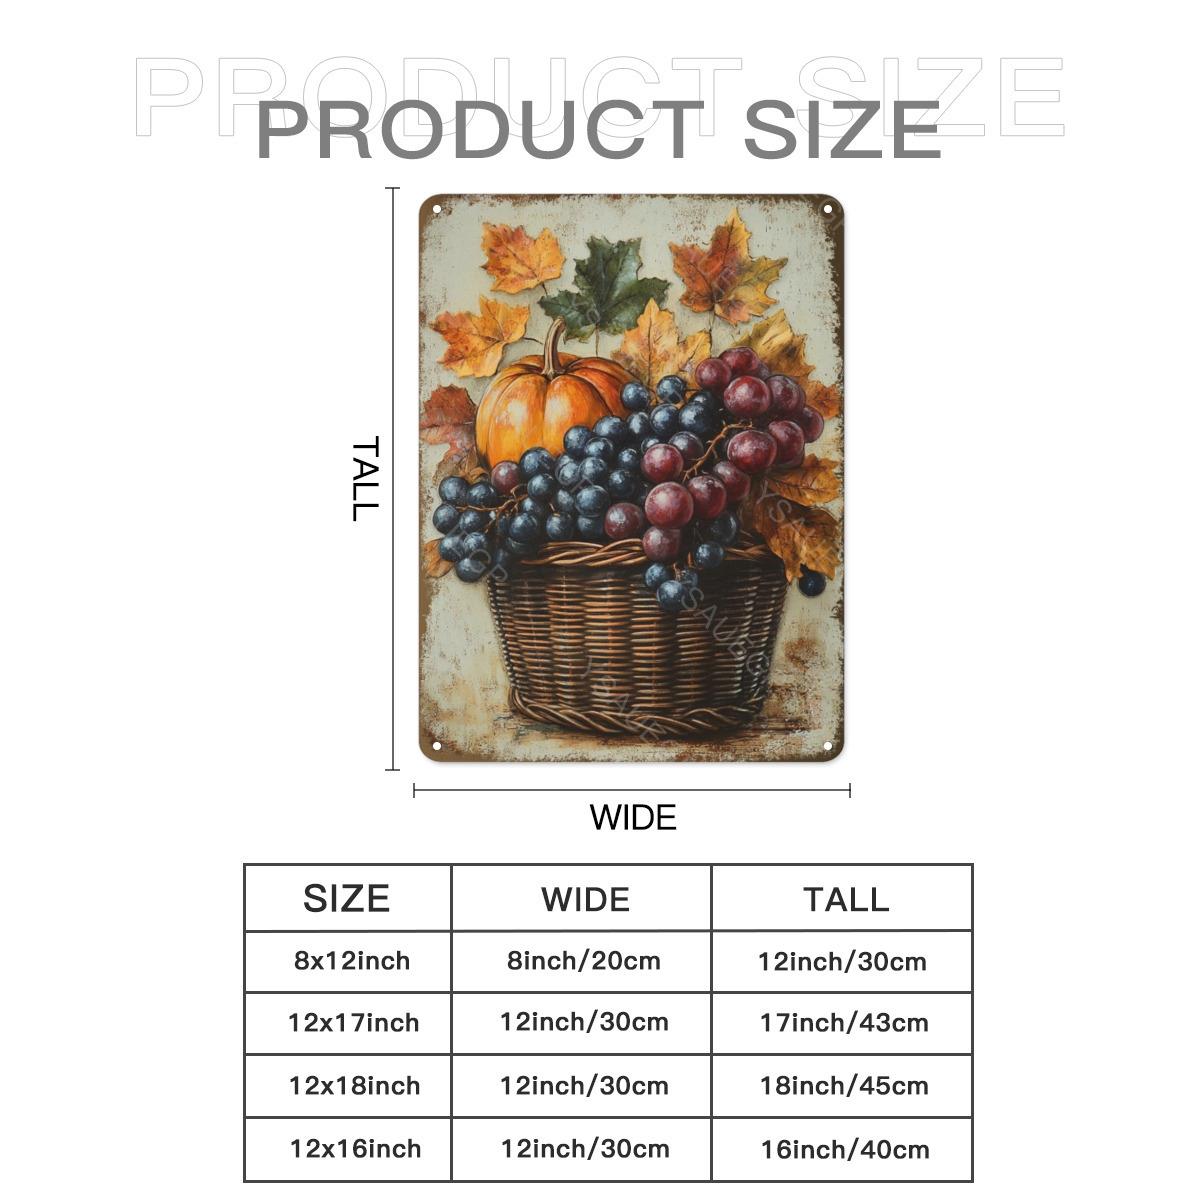 PRODUCT SIZE
PRODUCT SIZE
TALL
WIDE
SIZE WIDE TALL
8x12inch 8inch/20cm 12inch/30cm
12x17inch 12inch/30cm 17inch/43cm
12x18inch 12inch/30cm 18inch/45cm
12x16inch 12inch/30cm 16inch/40cm